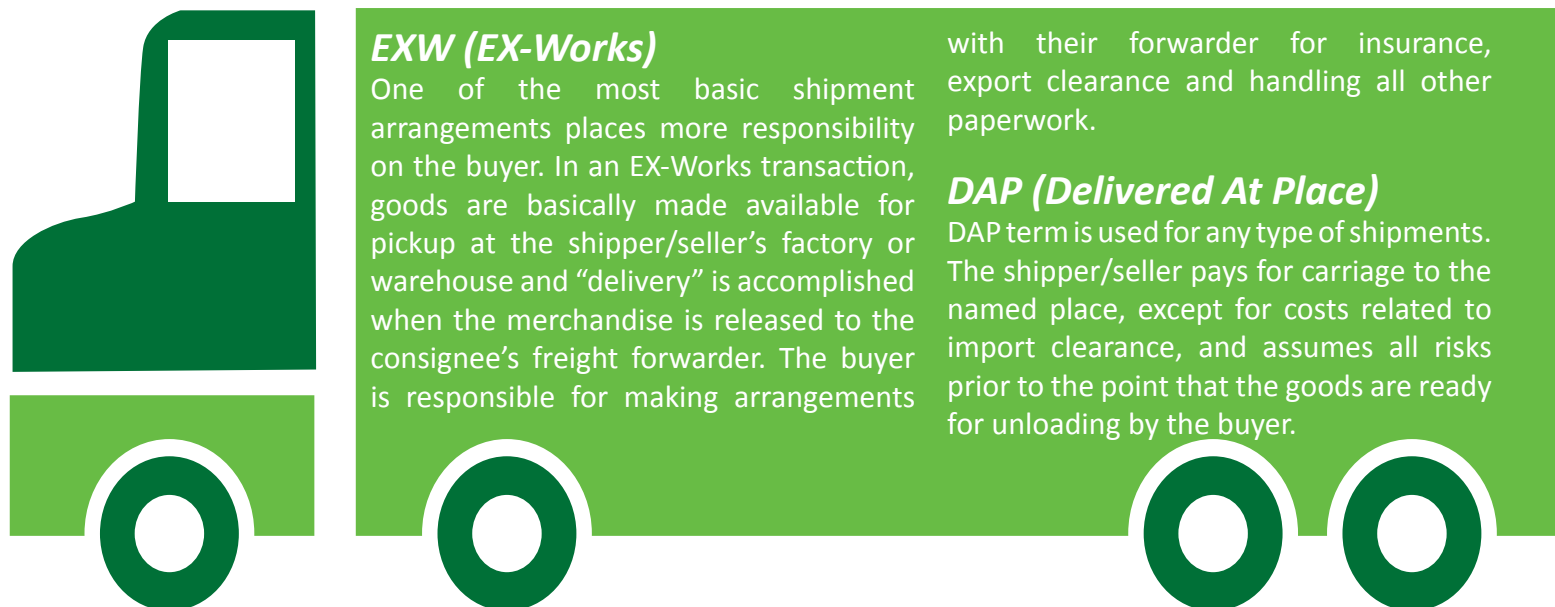 EXW (EX-Works)
One of the most basic shipment
arrangements places more responsibility
on the buyer. In an EX-Works transaction,
goods are basically made available for
pickup at the shipper/seller’s factory or
warehouse and “delivery” is accomplished
when the merchandise is released to the
consignee’s freight forwarder. The buyer
is responsible for making arrangements
with their forwarder for insurance,
export clearance and handling all other
paperwork.
DAP (Delivered At Place)
DAP term is used for any type of shipments.
The shipper/seller pays for carriage to the
named place, except for costs related to
import clearance, and assumes all risks
prior to the point that the goods are ready
for unloading by the buyer.